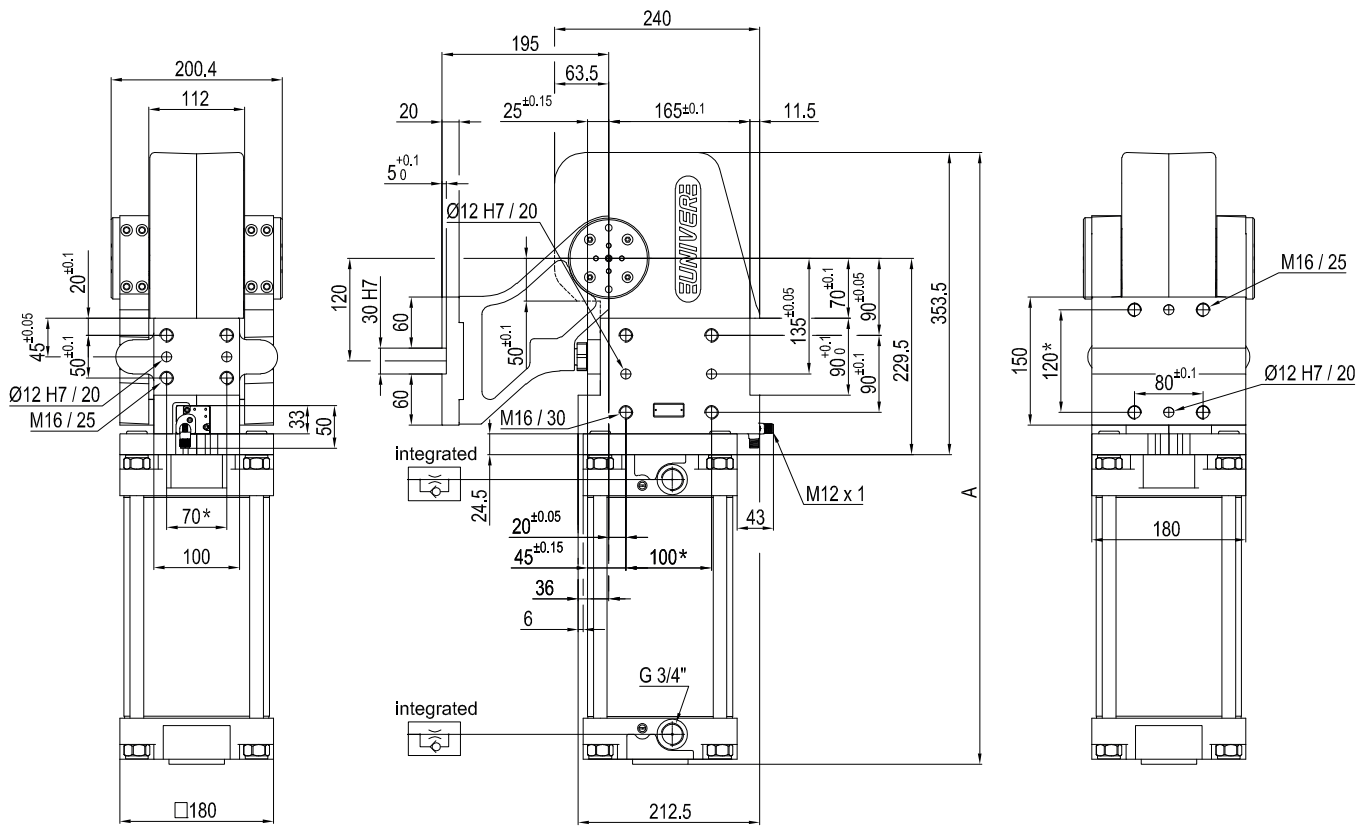 240
195
200.4
63.5
112
20
25 ±0.15
165 ±0.1
11.5
5 +0.1 0
Ø12 H7 / 20
UNIVER
M16 / 25
20 ±0.1
120
30 H7
60
50 ±0.1
135 ±0.05
70 ±0.1
90 ±0.05
353.5
45 ±0.05
50 ±0.1
90 +0.1 0
90 ±0.1
229.5
150
120*
80 ±0.1
Ø12 H7 / 20
Ø12 H7 / 20
M16 / 25
33
50
60
M16 / 30
integrated
M12 x 1
A
24.5
43
70*
20 ±0.05
180
100
45 ±0.15
100*
36
6
G 3/4"
integrated
□180
212.5